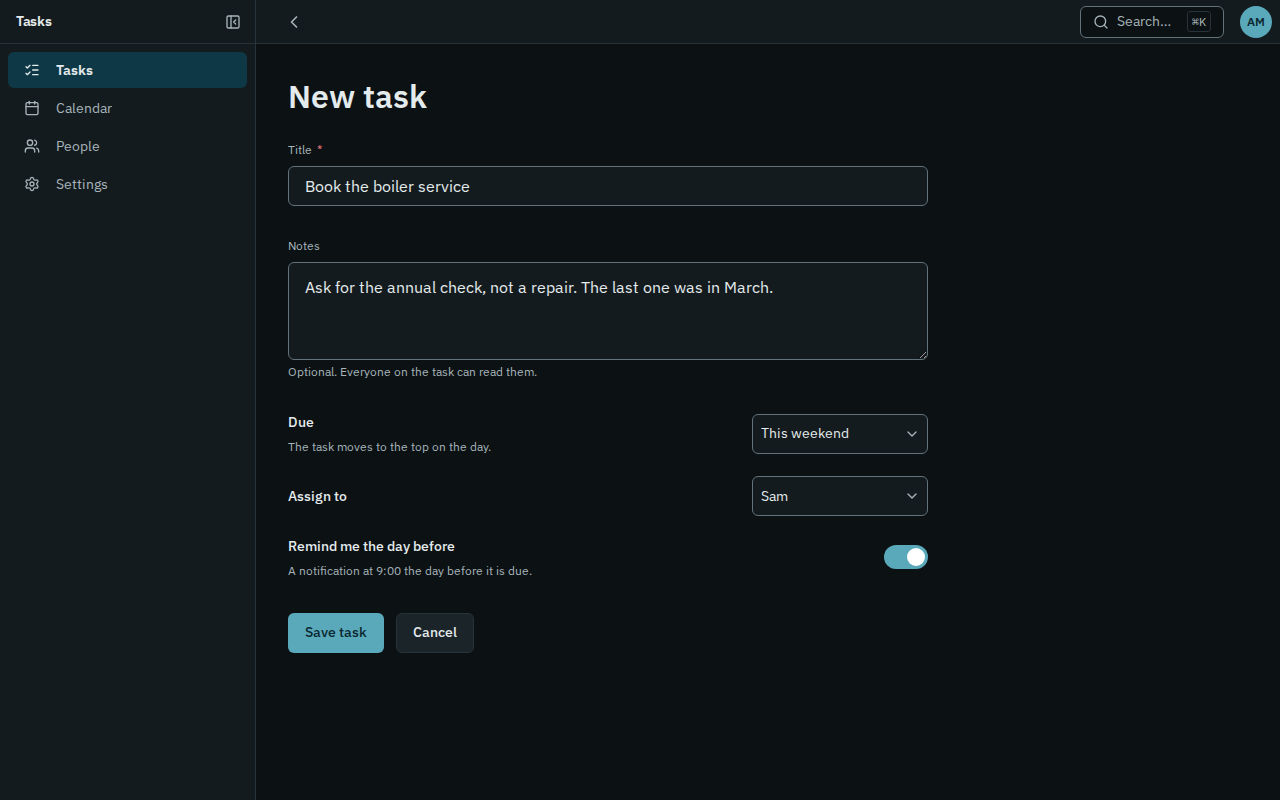 Tasks
Search... ⌘K
AM
Tasks
Calendar
People
Settings
New task
Title *
Book the boiler service
Notes
Ask for the annual check, not a repair. The last one was in March.
Optional. Everyone on the task can read them.
Due
The task moves to the top on the day.
This weekend
Assign to
Sam
Remind me the day before
A notification at 9:00 the day before it is due.
Save task
Cancel